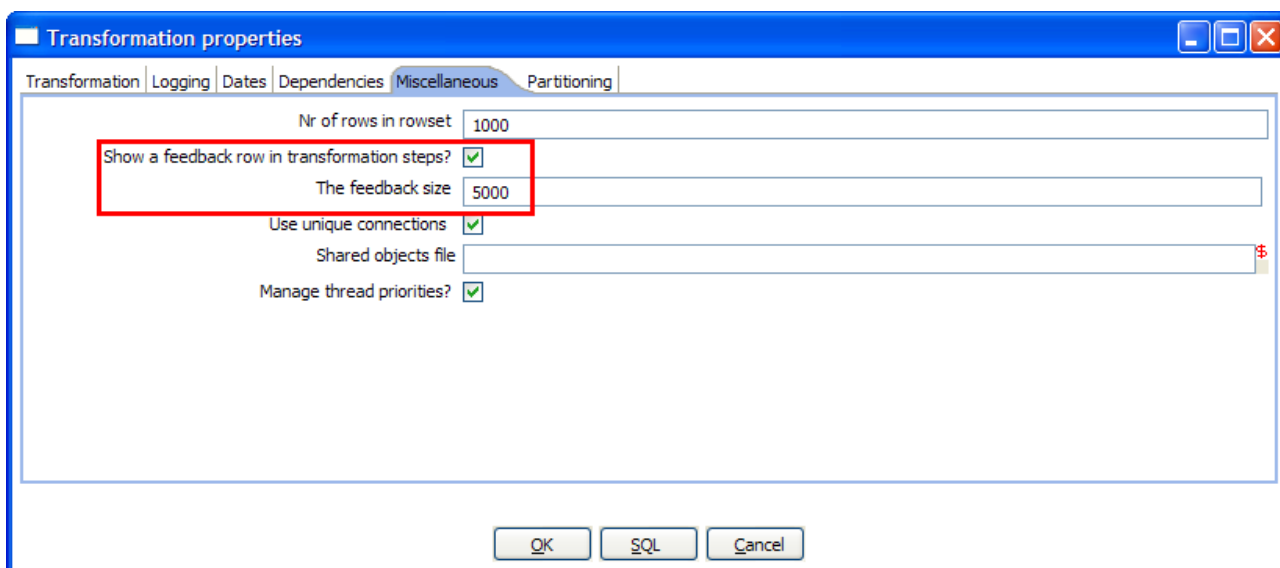 Transformation properties
Transformation Logging Dates Dependencies Miscellaneous Partitioning
Nr of rows in rowset 1000
Show a feedback row in transformation steps?
The feedback size 5000
Use unique connections
Shared objects file $
Manage thread priorities?
OK SQL Cancel